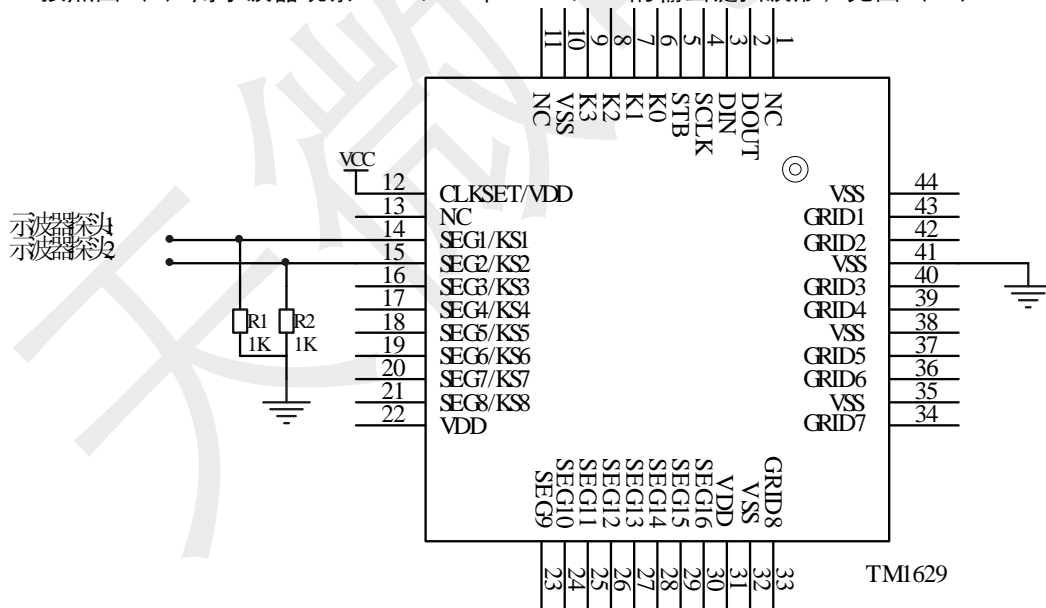 11 10 9 8 7 6 5 4 3 2 1
NC VSS K3 K2 K1 K0 STB SCLK DIN DOUT NC
VCC
12 CLKSET/VDD
13 NC
示波器探头1
14 SEG1/KS1
示波器探头2
15 SEG2/KS2
16 SEG3/KS3
17 SEG4/KS4
18 SEG5/KS5
19 SEG6/KS6
20 SEG7/KS7
21 SEG8/KS8
22 VDD
R1 R2
1K 1K
VSS 44
GRID1 43
GRID2 42
VSS 41
GRID3 40
GRID4 39
VSS 38
GRID5 37
GRID6 36
VSS 35
GRID7 34
SEG9 SEG10 SEG11 SEG12 SEG13 SEG14 SEG15 SEG16 VDD VSS GRID8
23 24 25 26 27 28 29 30 31 32 33
TM1629
天微